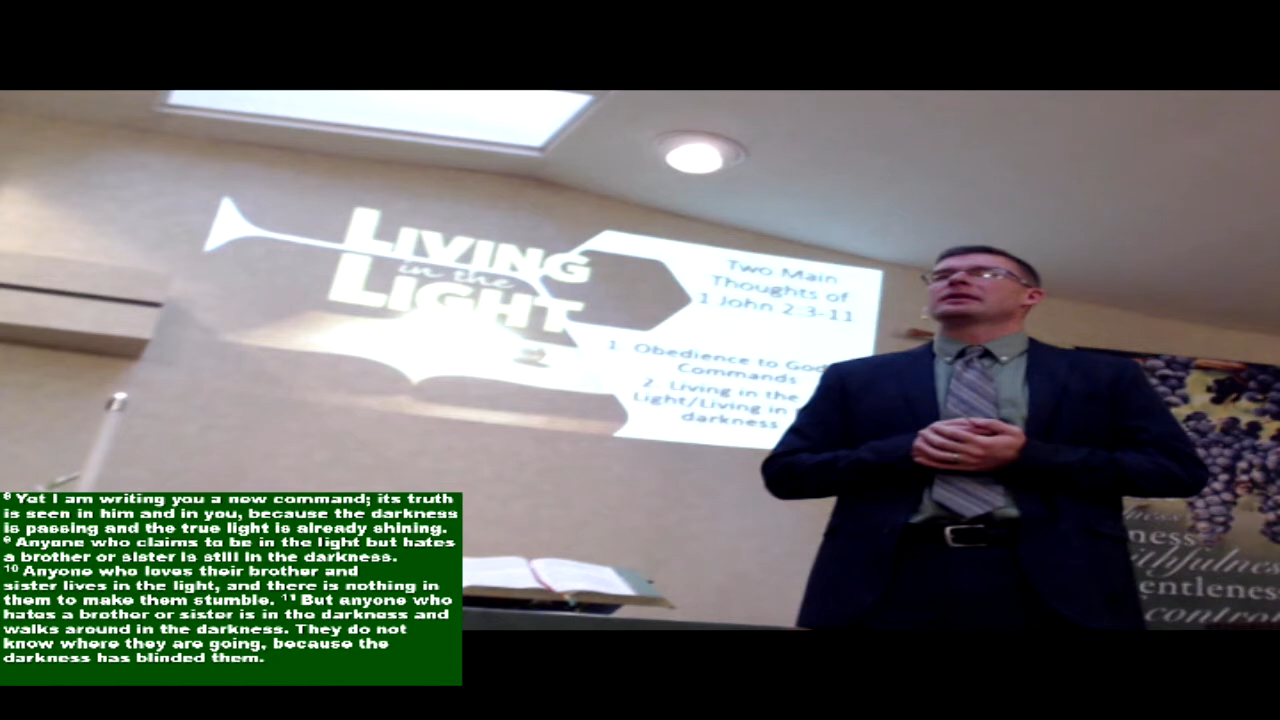 LIVING
in the
LIGHT
Two Main
Thoughts of
1 John 2:3-11
1. Obedience to God
Commands
2. Living in the
Light/Living in
darkness
⁸ Yet I am writing you a new command; its truth
is seen in him and in you, because the darkness
is passing and the true light is already shining.
⁹ Anyone who claims to be in the light but hates
a brother or sister is still in the darkness.
¹⁰ Anyone who loves their brother and
sister lives in the light, and there is nothing in
them to make them stumble. ¹¹ But anyone who
hates a brother or sister is in the darkness and
walks around in the darkness. They do not
know where they are going, because the
darkness has blinded them.
ness
ithfulness
entleness
control